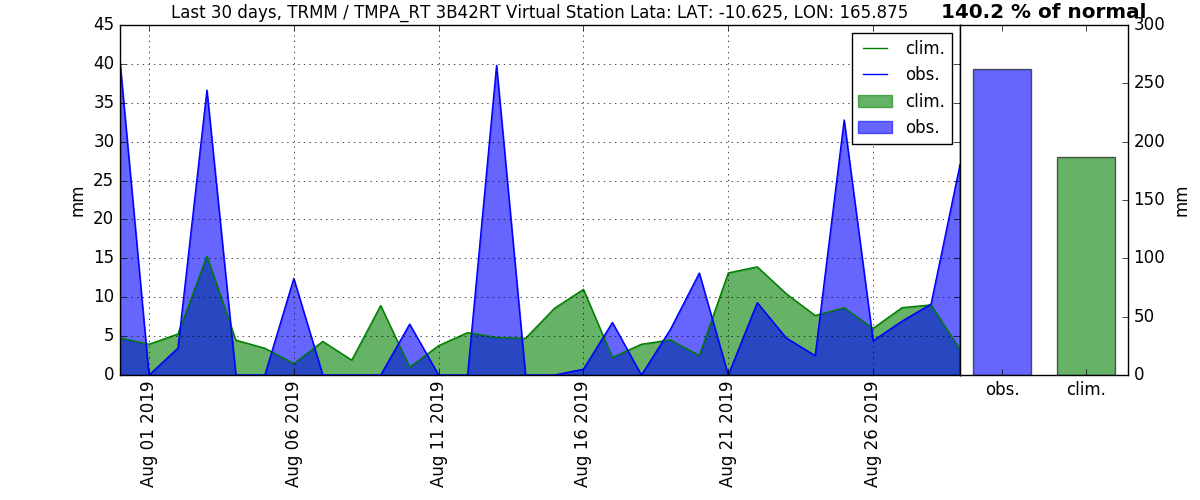 Last 30 days, TRMM / TMPA_RT 3B42RT Virtual Station Lata: LAT: -10.625, LON: 165.875
140.2 % of normal
45
40
35
30
25
20
15
10
5
0
mm
clim.
obs.
clim.
obs.
Aug 01 2019
Aug 06 2019
Aug 11 2019
Aug 16 2019
Aug 21 2019
Aug 26 2019
300
250
200
150
100
50
0
mm
obs.
clim.